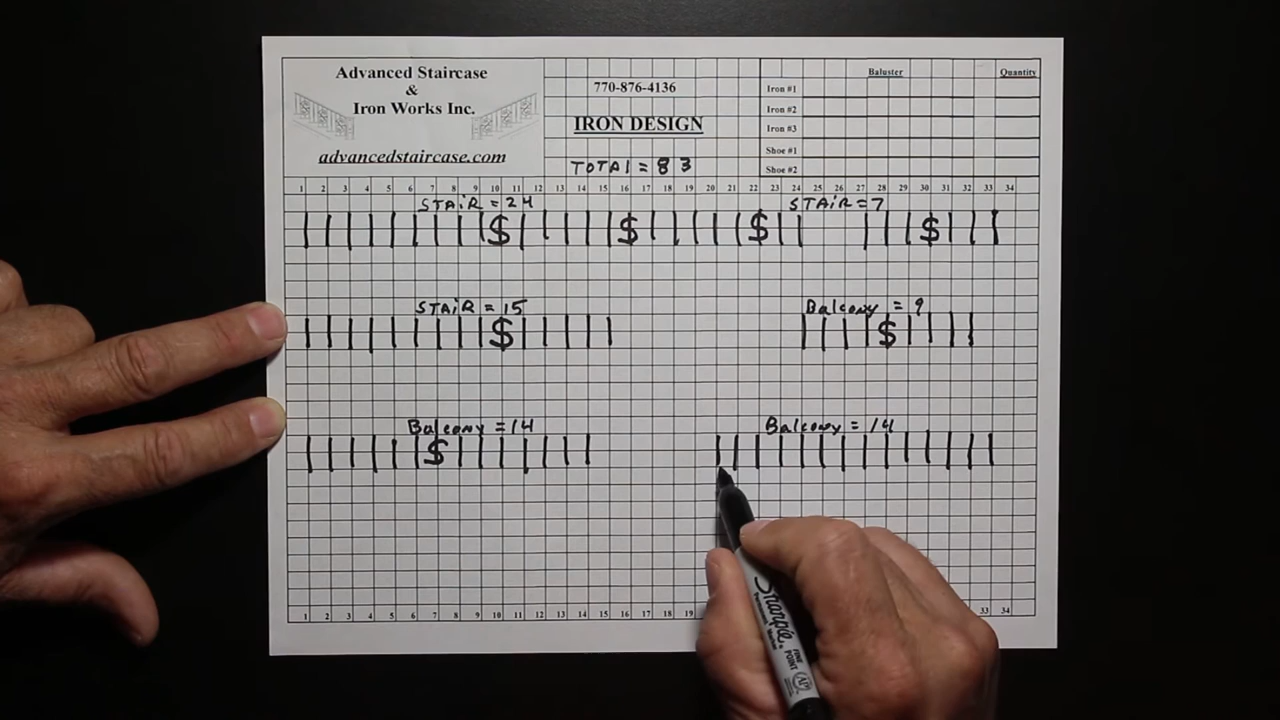 Advanced Staircase
&
Iron Works Inc.
advancedstaircase.com
770-876-4136
IRON DESIGN
TOTAl = 83
Baluster Quantity
Iron #1
Iron #2
Iron #3
Shoe #1
Shoe #2
1 2 3 4 5 6 7 8 9 10 11 12 13 14 15 16 17 18 19 20 21 22 23 24 25 26 27 28 29 30 31 32 33 34
STAiR = 24 STAiR = 7
$ $ $ $
STAiR = 15 Balcony = 9
$ $
Balcony = 14 Balcony = 14
$
1 2 3 4 5 6 7 8 9 10 11 12 13 14 15 16 17 18 19 33 34
Sharpie
FINE POINT
AP